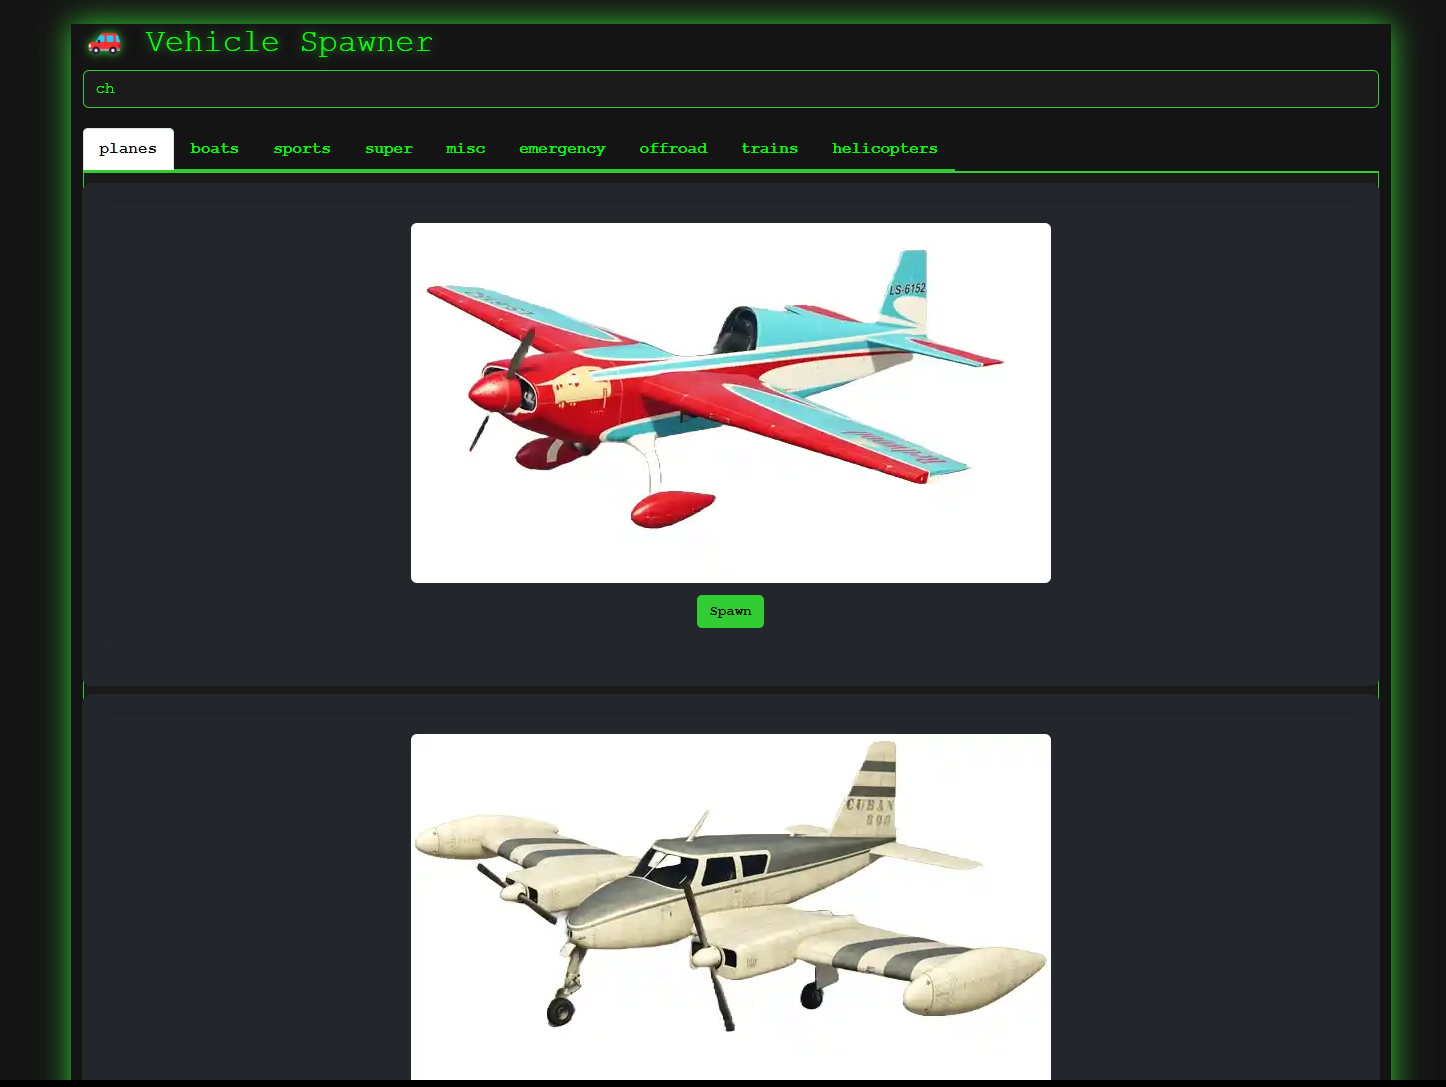 Vehicle Spawner
ch
planes boats sports super misc emergency offroad trains helicopters
LS-6152
Spawn
CUBAN
800